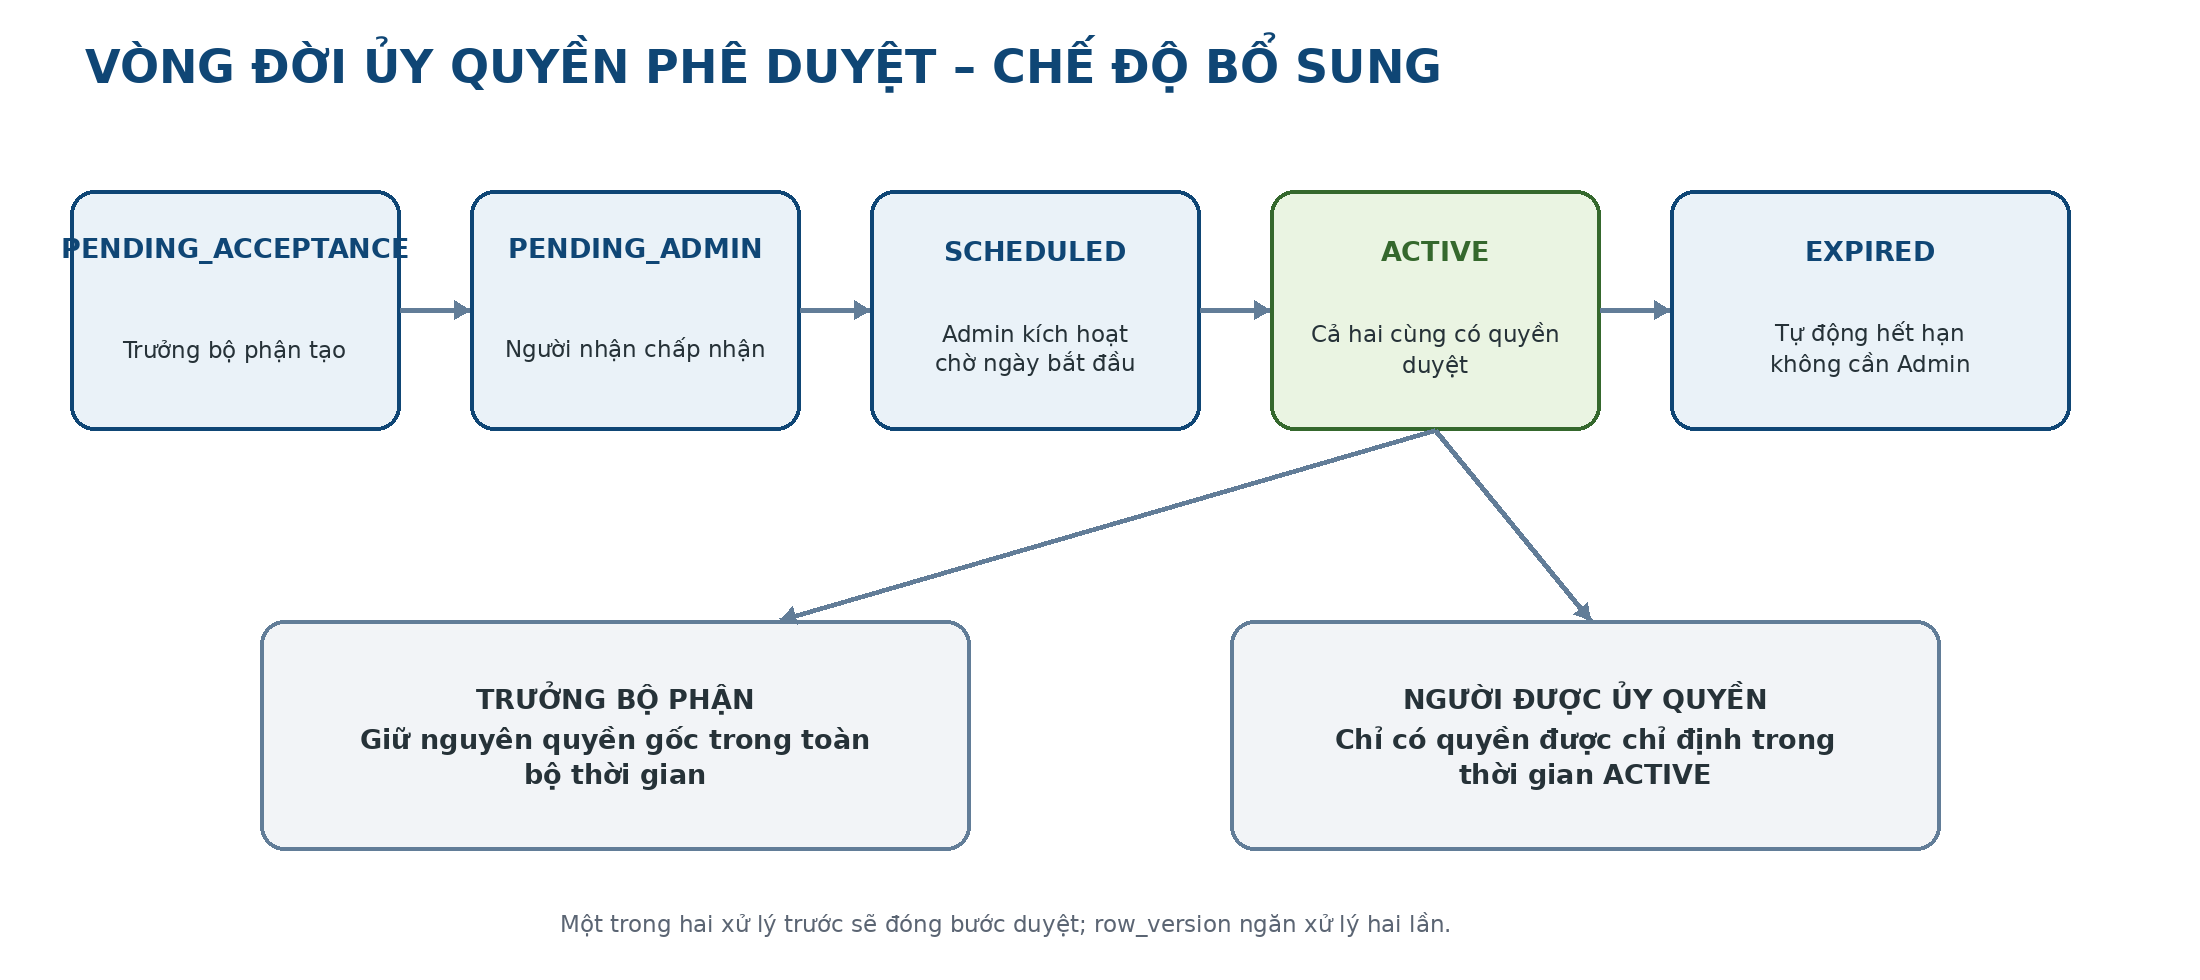 VÒNG ĐỜI ỦY QUYỀN PHÊ DUYỆT – CHẾ ĐỘ BỔ SUNG
PENDING_ACCEPTANCE
Trưởng bộ phận tạo
PENDING_ADMIN
Người nhận chấp nhận
SCHEDULED
Admin kích hoạt
chờ ngày bắt đầu
ACTIVE
Cả hai cùng có quyền
duyệt
EXPIRED
Tự động hết hạn
không cần Admin
TRƯỞNG BỘ PHẬN
Giữ nguyên quyền gốc trong toàn
bộ thời gian
NGƯỜI ĐƯỢC ỦY QUYỀN
Chỉ có quyền được chỉ định trong
thời gian ACTIVE
Một trong hai xử lý trước sẽ đóng bước duyệt; row_version ngăn xử lý hai lần.